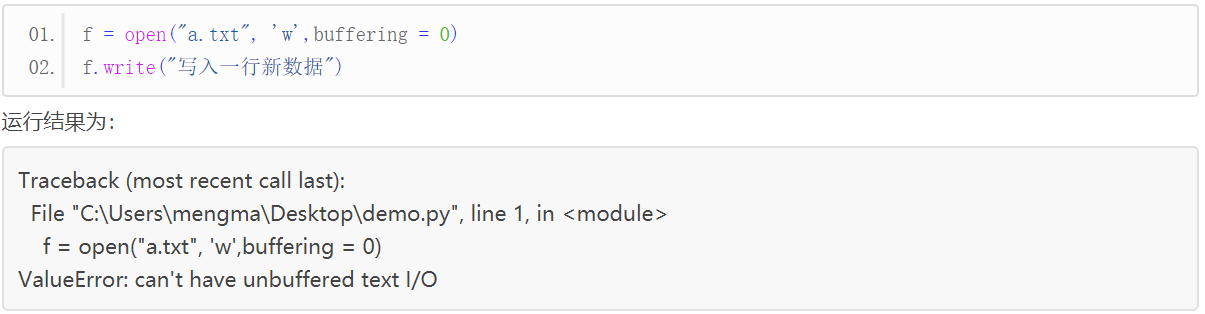 01. f = open("a.txt", 'w',buffering = 0)
02. f.write("写入一行新数据")
运行结果为：
Traceback (most recent call last):
  File "C:\Users\mengma\Desktop\demo.py", line 1, in <module>
    f = open("a.txt", 'w',buffering = 0)
ValueError: can't have unbuffered text I/O